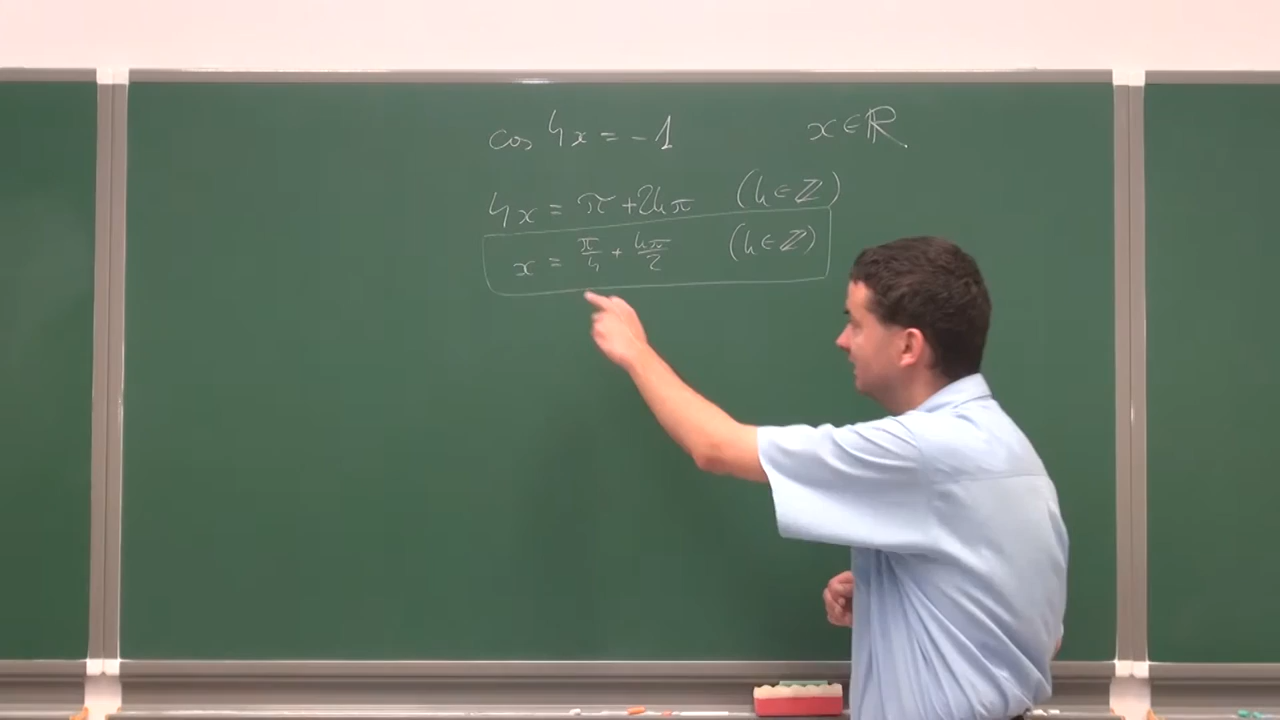 cos 4x = -1 x ∈ ℝ
4x = π + 2kπ (k ∈ ℤ)
x = π/4 + kπ/2 (k ∈ ℤ)